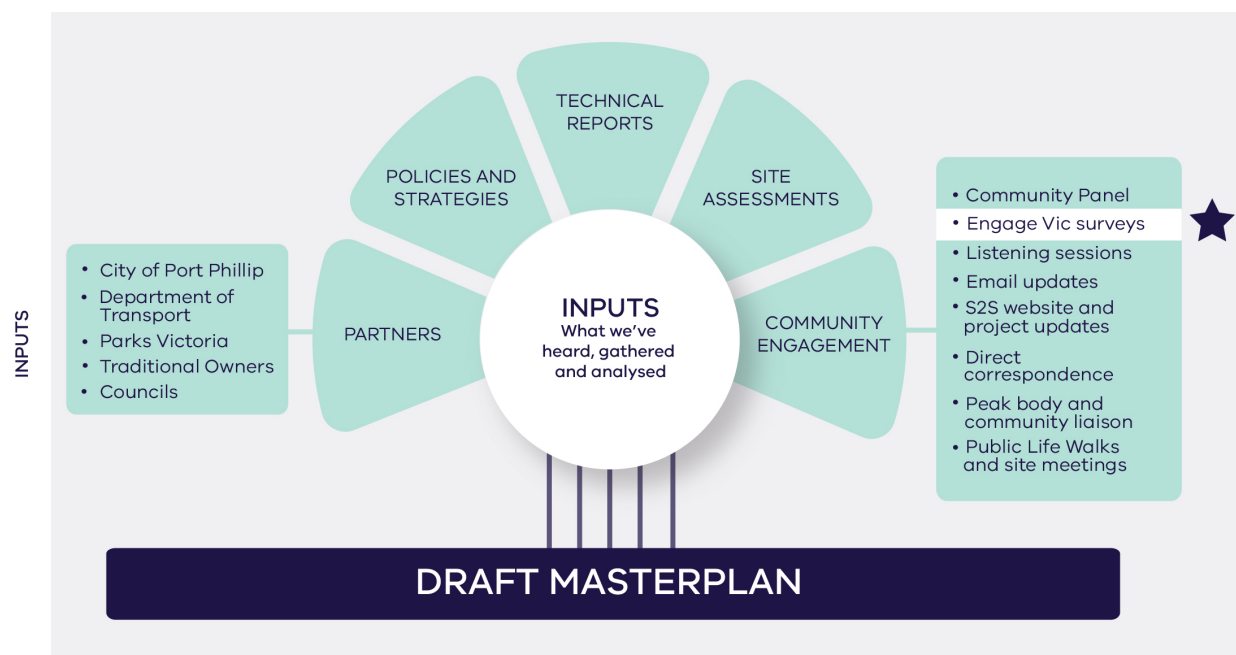 INPUTS
TECHNICAL
REPORTS
POLICIES AND
STRATEGIES
SITE
ASSESSMENTS
PARTNERS
COMMUNITY
ENGAGEMENT
INPUTS
What we've
heard, gathered
and analysed
• City of Port Phillip
• Department of
Transport
• Parks Victoria
• Traditional Owners
• Councils
• Community Panel
• Engage Vic surveys
• Listening sessions
• Email updates
• S2S website and
project updates
• Direct
correspondence
• Peak body and
community liaison
• Public Life Walks
and site meetings
DRAFT MASTERPLAN